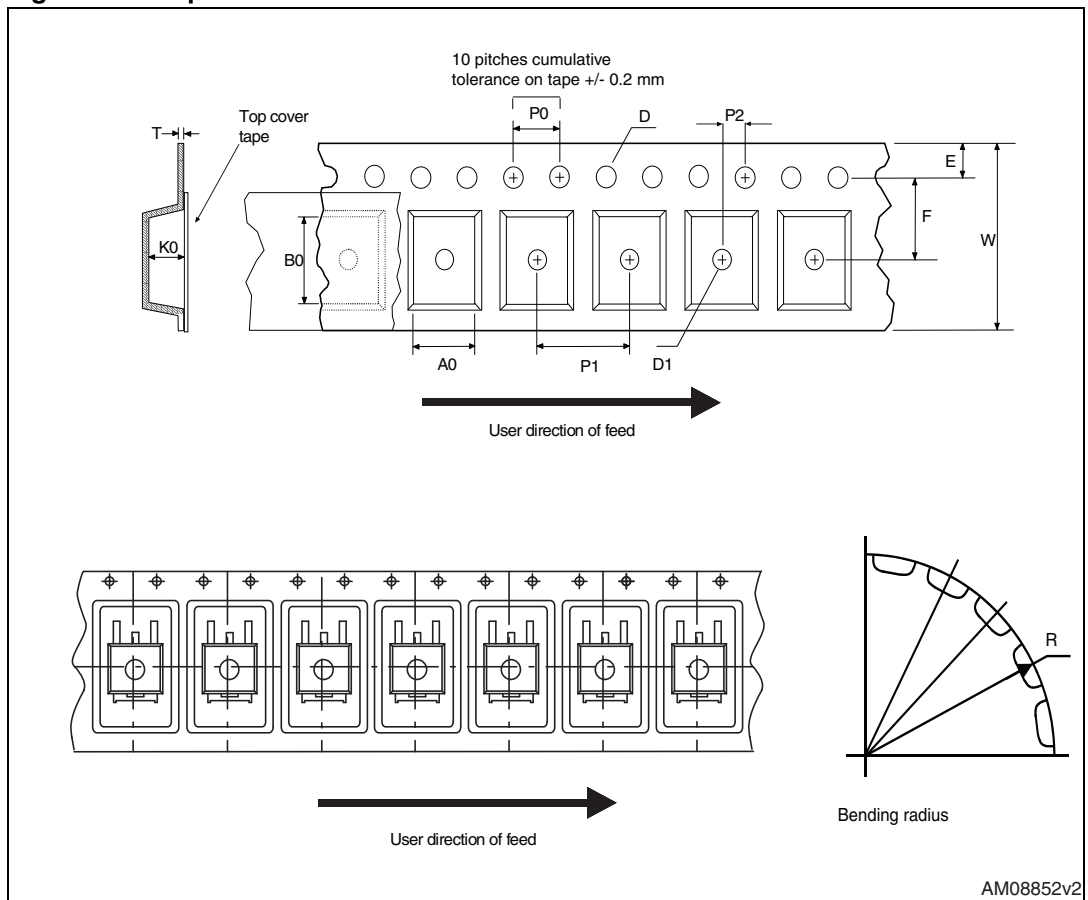 10 pitches cumulative
tolerance on tape +/- 0.2 mm
Top cover
tape
T
P0
D
P2
E
F
W
K0
B0
A0
P1
D1
User direction of feed
R
Bending radius
User direction of feed
AM08852v2